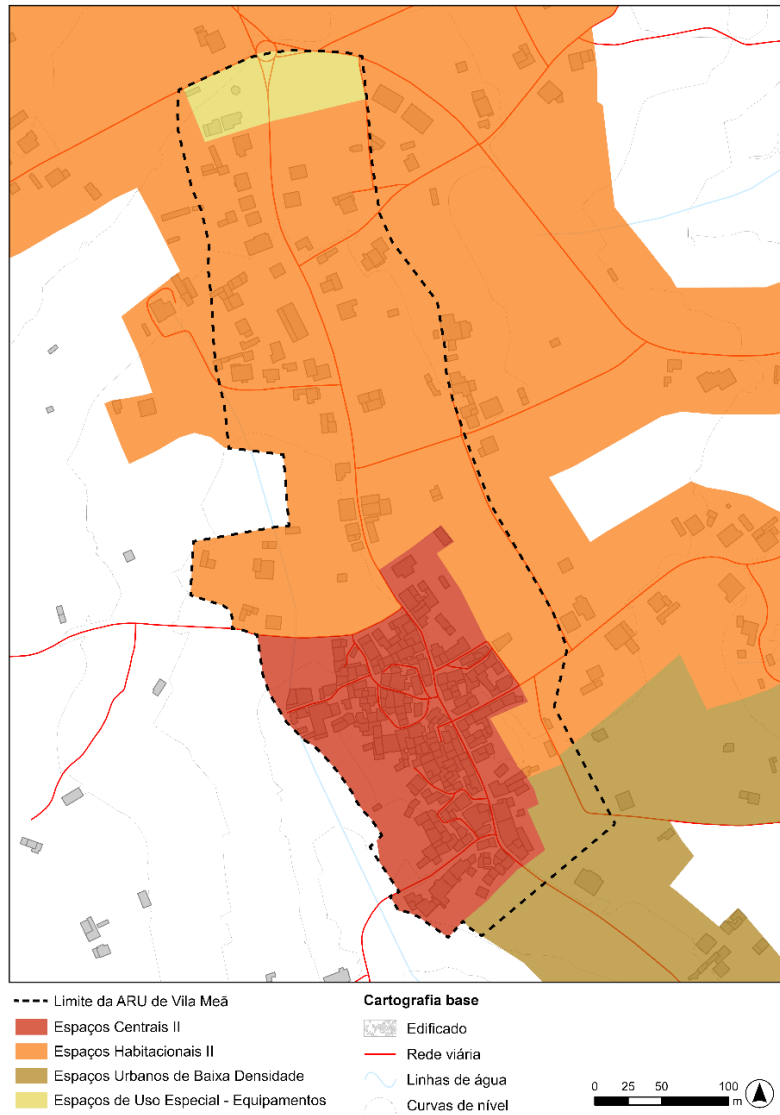 Limite da ARU de Vila Meã
Espaços Centrais II
Espaços Habitacionais II
Espaços Urbanos de Baixa Densidade
Espaços de Uso Especial - Equipamentos
Cartografia base
Edificado
Rede viária
Linhas de água
Curvas de nível
0 25 50 100
m